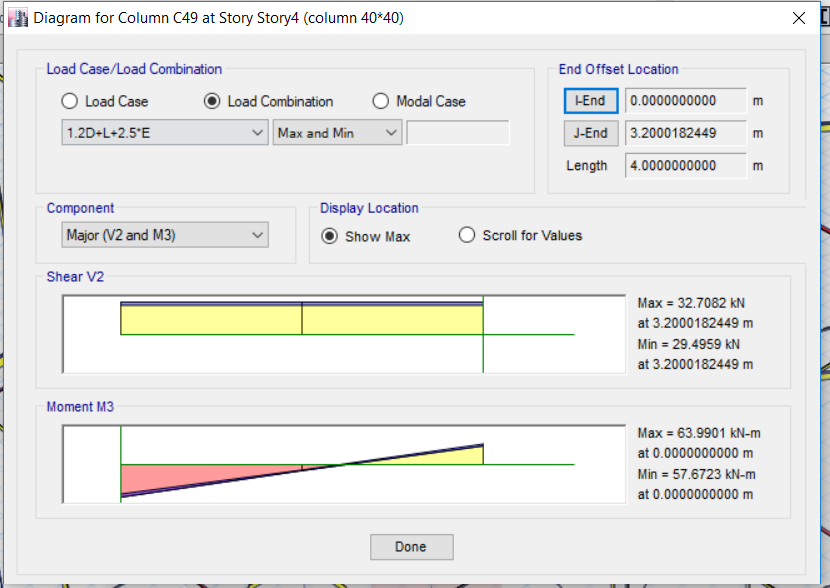 Diagram for Column C49 at Story Story4 (column 40*40)
Load Case/Load Combination
Load Case
Load Combination
Modal Case
1.2D+L+2.5*E
Max and Min
End Offset Location
I-End
0.0000000000
m
J-End
3.2000182449
m
Length
4.0000000000
m
Component
Major (V2 and M3)
Display Location
Show Max
Scroll for Values
Shear V2
Max = 32.7082 kN
at 3.2000182449 m
Min = 29.4959 kN
at 3.2000182449 m
Moment M3
Max = 63.9901 kN-m
at 0.0000000000 m
Min = 57.6723 kN-m
at 0.0000000000 m
Done